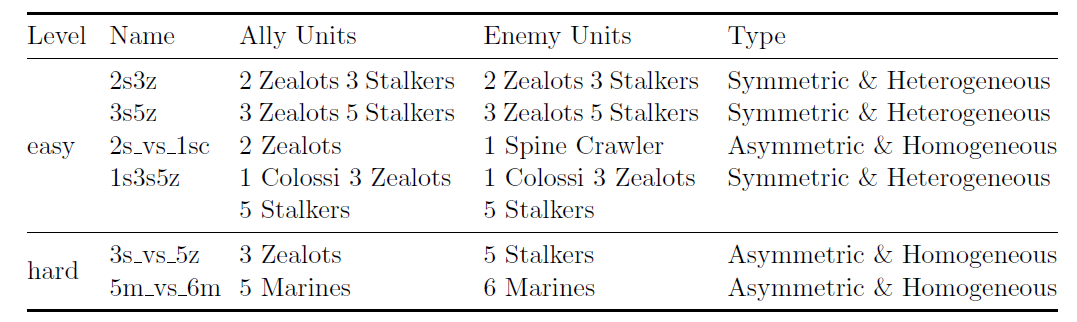 Level Name Ally Units Enemy Units Type
2s3z 2 Zealots 3 Stalkers 2 Zealots 3 Stalkers Symmetric & Heterogeneous
3s5z 3 Zealots 5 Stalkers 3 Zealots 5 Stalkers Symmetric & Heterogeneous
easy 2s_vs_1sc 2 Zealots 1 Spine Crawler Asymmetric & Homogeneous
1s3s5z 1 Colossi 3 Zealots 1 Colossi 3 Zealots Symmetric & Heterogeneous
5 Stalkers 5 Stalkers
3s_vs_5z 3 Zealots 5 Stalkers Asymmetric & Homogeneous
hard
5m_vs_6m 5 Marines 6 Marines Asymmetric & Homogeneous